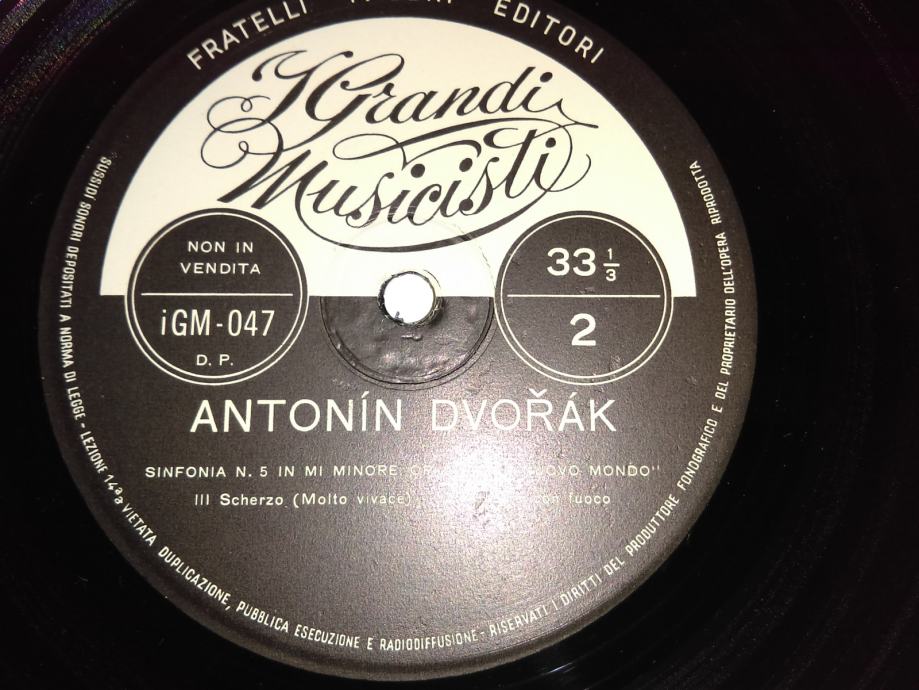 FRATELLI EDITORI
I Grandi
Musicisti
NON IN
VENDITA
iGM-047
D. P.
33 1/3
2
ANTONÍN DVOŘÁK
SINFONIA N. 5 IN MI MINORE, NUOVO MONDO"
III Scherzo (Molto vivace) con fuoco
SUSSIDI SONORI DEPOSITATI A NORMA DI LEGGE - LEZIONE 14ª - VIETATA DUPLICAZIONE, PUBBLICA ESECUZIONE E RADIODIFFUSIONE - RISERVATI I DIRITTI DEL PRODUTTORE FONOGRAFICO E DEL PROPRIETARIO DELL'OPERA RIPRODOTTA